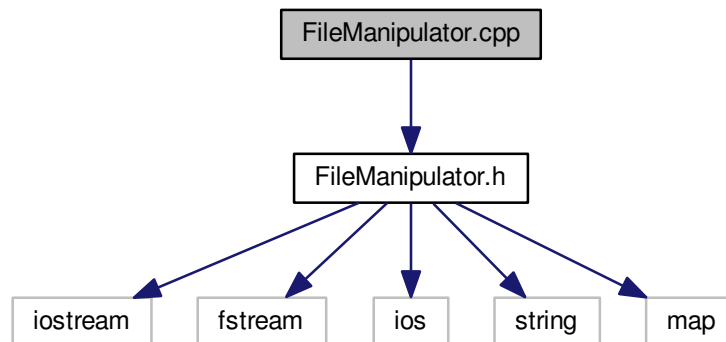 FileManipulator.cpp
FileManipulator.h
iostream
fstream
ios
string
map